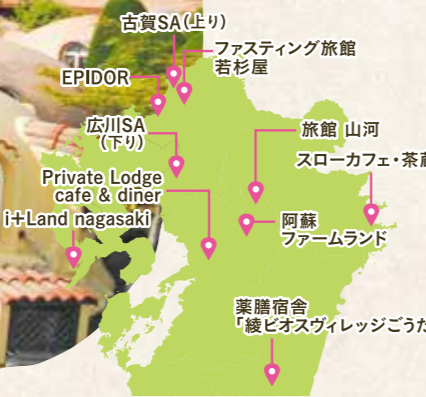 古賀SA(上り)
ファスティング旅館
若杉屋
EPIDOR
広川SA
(下り)
旅館 山河
スローカフェ・茶蔵
Private Lodge
cafe & diner
i+Land nagasaki
阿蘇
ファームランド
薬膳宿舎
「綾ビオスヴィレッジごうだ